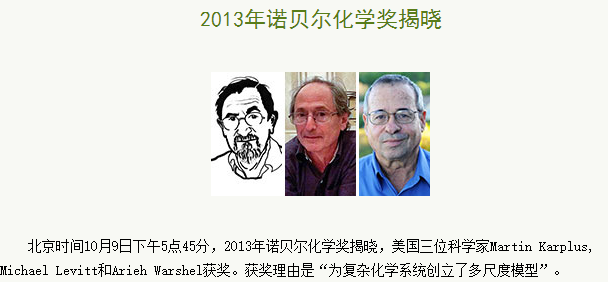 2013年诺贝尔化学奖揭晓
北京时间10月9日下午5点45分，2013年诺贝尔化学奖揭晓，美国三位科学家Martin Karplus,
Michael Levitt和Arieh Warshel获奖。获奖理由是“为复杂化学系统创立了多尺度模型”。